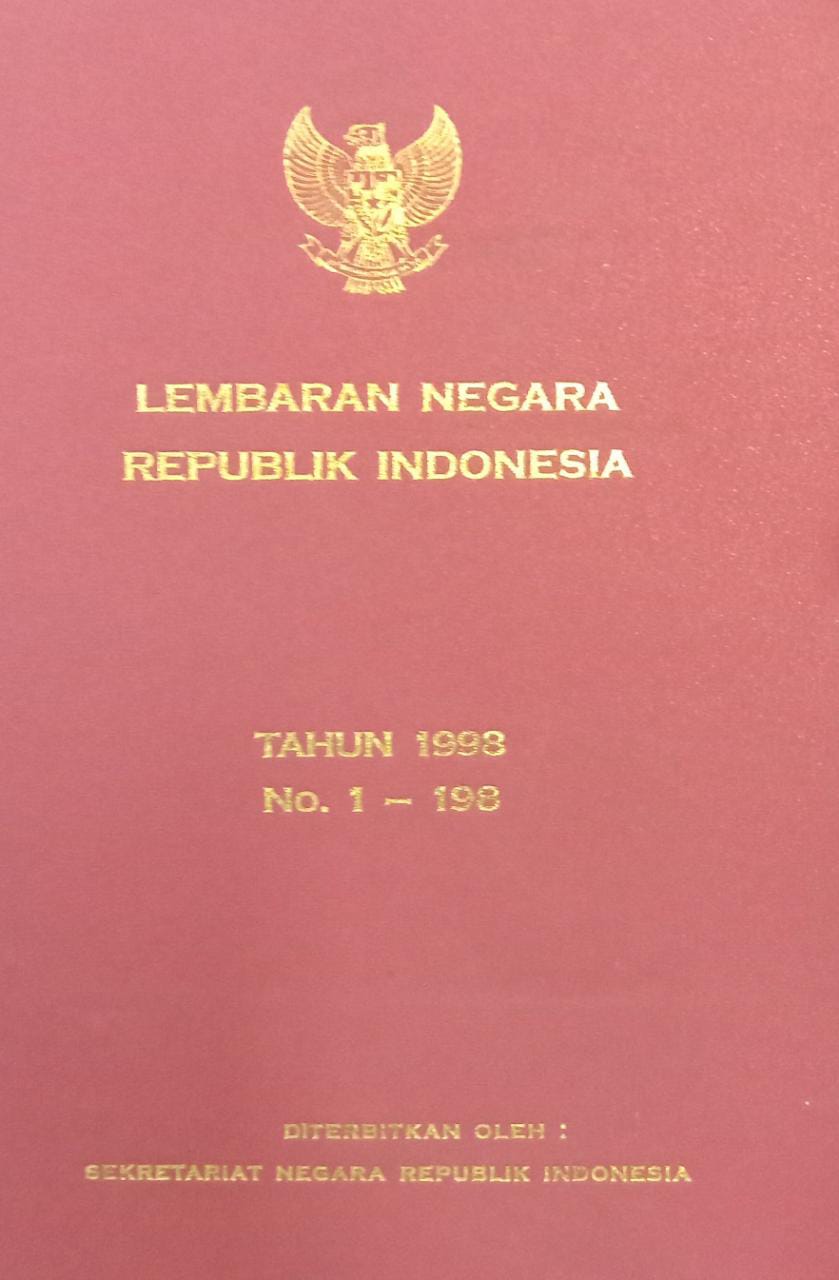 LEMBARAN NEGARA
REPUBLIK INDONESIA
TAHUN 1998
No. 1 – 198
DITERBITKAN OLEH :
SEKRETARIAT NEGARA REPUBLIK INDONESIA